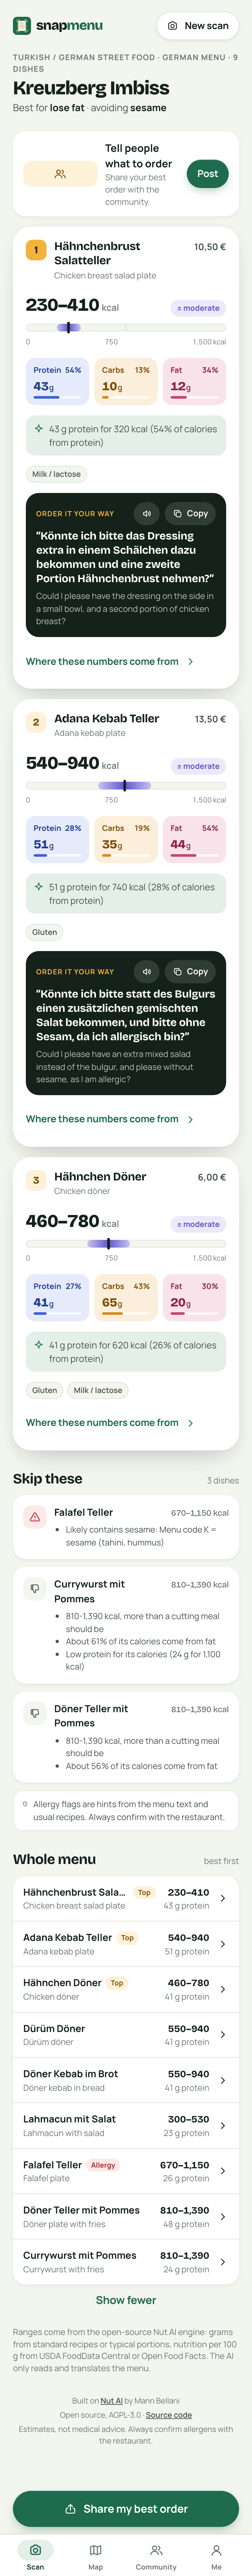 snapmenu
New scan
TURKISH / GERMAN STREET FOOD · GERMAN MENU · 9
DISHES
Kreuzberg Imbiss
Best for lose fat · avoiding sesame
Tell people
what to order
Share your best
order with the
community.
Post
1
Hähnchenbrust
Salatteller
10,50 €
Chicken breast salad plate
230–410 kcal
± moderate
0
750
1,500 kcal
Protein 54%
43g
Carbs 13%
10g
Fat 12%
12g
43 g protein for 320 kcal (54% of calories
from protein)
Milk / lactose
ORDER IT YOUR WAY
Copy
“Könnte ich bitte das Dressing
extra in einem Schälchen dazu
bekommen und eine zweite
Portion Hähnchenbrust nehmen?”
Could I please have the dressing on the side in
a small bowl, and a second portion of chicken
breast?
Where these numbers come from
2
Adana Kebab Teller
13,50 €
Adana kebab plate
540–940 kcal
± moderate
0
750
1,500 kcal
Protein 28%
51g
Carbs 19%
35g
Fat 54%
44g
51 g protein for 740 kcal (28% of calories
from protein)
Gluten
ORDER IT YOUR WAY
Copy
“Könnte ich bitte statt des Bulgurs
einen zusätzlichen gemischten
Salat bekommen, und bitte ohne
Sesam, da ich allergisch bin?”
Could I please have an extra mixed salad
instead of the bulgur, and please without
sesame, as I am allergic?
Where these numbers come from
3
Hähnchen Döner
6,00 €
Chicken döner
460–780 kcal
± moderate
0
750
1,500 kcal
Protein 27%
41g
Carbs 43%
65g
Fat 30%
20g
41 g protein for 620 kcal (26% of calories
from protein)
Gluten
Milk / lactose
Where these numbers come from
Skip these
3 dishes
Falafel Teller
670–1,150 kcal
• Likely contains sesame: Menu code K =
sesame (tahini, hummus)
Currywurst mit
Pommes
810–1,390 kcal
• 810-1,390 kcal, more than a cutting meal
should be
• About 61% of its calories come from fat
• Low protein for its calories (24 g for 1,100
kcal)
Döner Teller mit
Pommes
810–1,390 kcal
• 810-1,390 kcal, more than a cutting meal
should be
• About 56% of its calories come from fat
Allergy flags are hints from the menu text and
usual recipes. Always confirm with the restaurant.
Whole menu
best first
Hähnchenbrust Sala… Top 230–410
Chicken breast salad plate 43 g protein
Adana Kebab Teller Top 540–940
Adana kebab plate 51 g protein
Hähnchen Döner Top 460–780
Chicken döner 41 g protein
Dürüm Döner 550–940
Dürüm döner 41 g protein
Döner Kebab im Brot 550–940
Döner kebab in bread 41 g protein
Lahmacun mit Salat 300–530
Lahmacun with salad 23 g protein
Falafel Teller Allergy 670–1,150
Falafel plate 26 g protein
Döner Teller mit Pommes 810–1,390
Döner plate with fries 48 g protein
Currywurst mit Pommes 810–1,390
Currywurst with fries 24 g protein
Show fewer
Ranges come from the open-source Nut AI engine: grams
from standard recipes or typical portions, nutrition per 100
g from USDA FoodData Central or Open Food Facts. The AI
only reads and translates the menu.
Built on Nut AI by Mann Bellani
Open source, AGPL-3.0 · Source code
Estimates, not medical advice. Always confirm allergens with
the restaurant.
Share my best order
Scan
Map
Community
Me